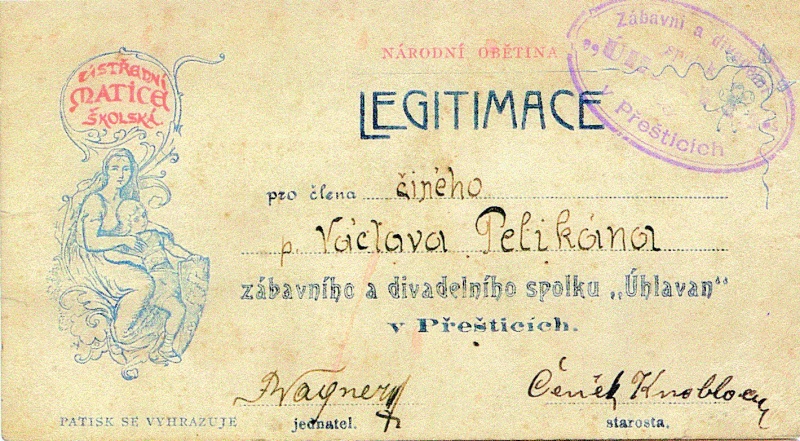 NÁRODNÍ OBĚTINA
ÚSTŘEDNÍ
MATICE
ŠKOLSKÁ
LEGITIMACE
Zábavní a divadelní
v Přešticích
pro člena činého
p. Václava Pelikána
zábavního a divadelního spolku „Úhlavan"
v Přešticích.
Wagner
Čeněk Knobloch
jednatel.
starosta.
PATISK SE VYHRAZUJE